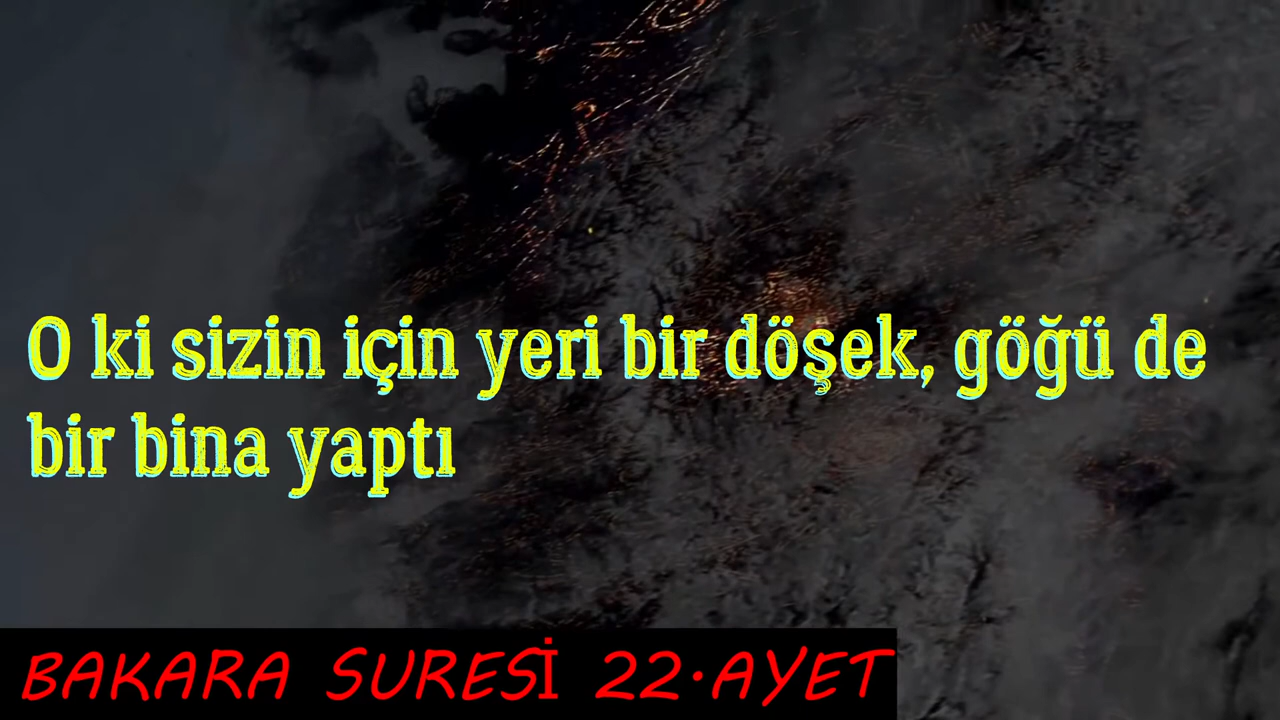 O ki sizin için yeri bir döşek, göğü de
bir bina yaptı
BAKARA SURESİ 22.AYET